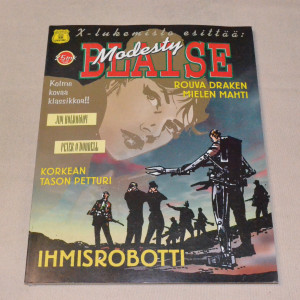 X-lukemisto esittää:
Modesty
BLAISE
ROUVA DRAKEN
MIELEN MAHTI
Kolme
kovaa
klassikkoa!!
JIM HOLDAWAY
PETER O'DONNELL
KORKEAN
TASON PETTURI
IHMISROBOTTI